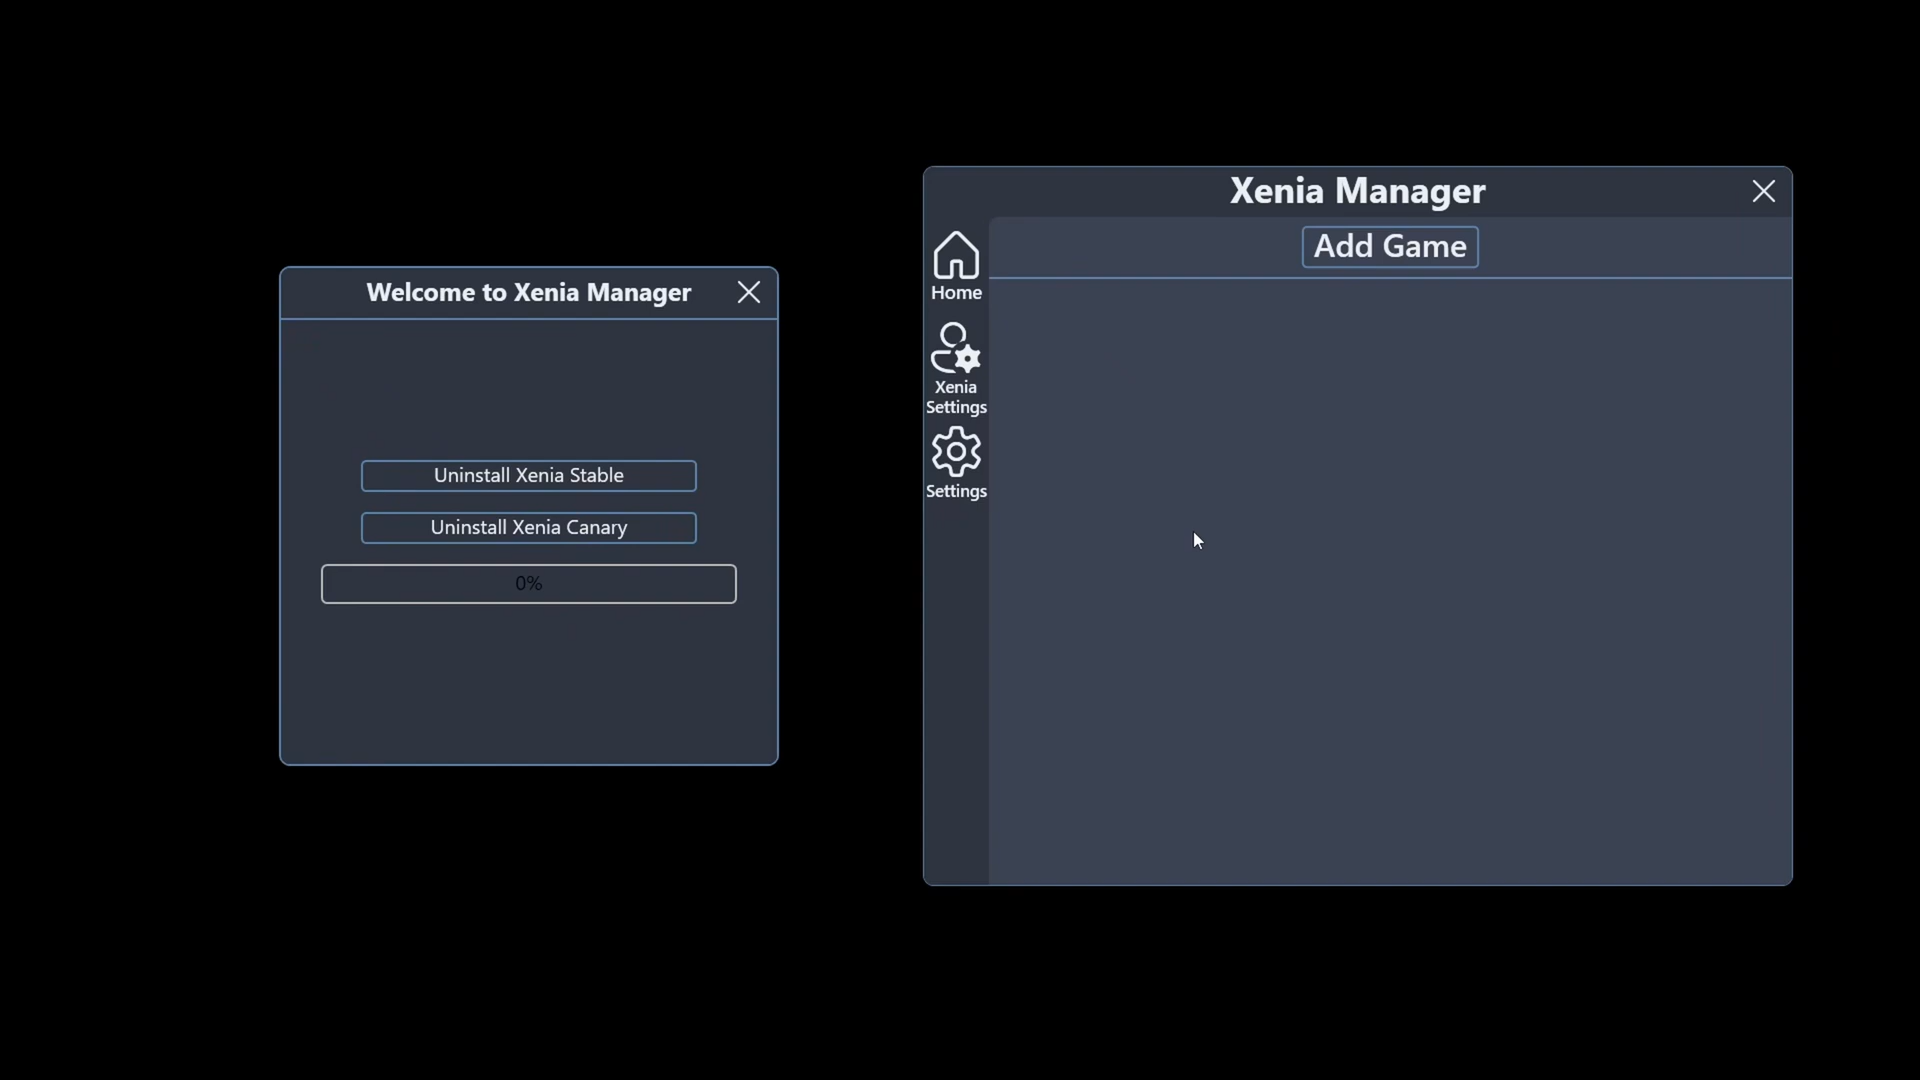 Welcome to Xenia Manager
Uninstall Xenia Stable
Uninstall Xenia Canary
0%
Xenia Manager
Add Game
Home
Xenia
Settings
Settings